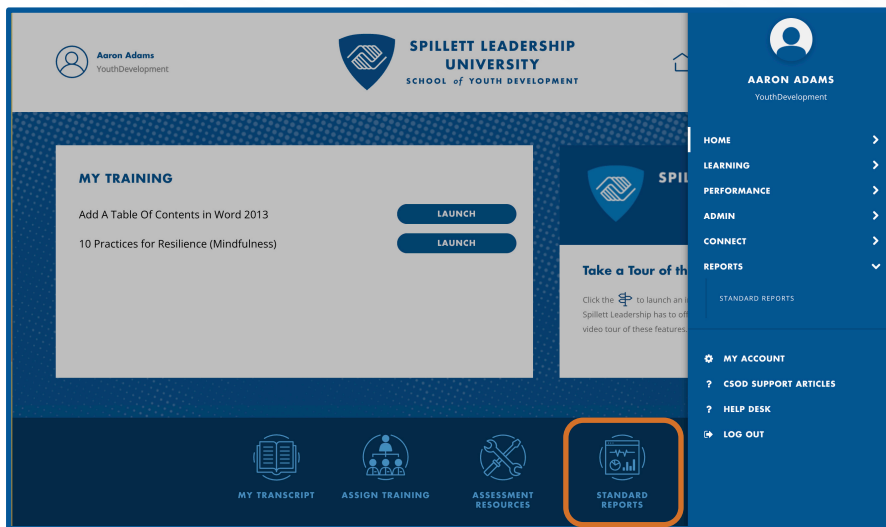 Aaron Adams
YouthDevelopment
SPILLETT LEADERSHIP
UNIVERSITY
SCHOOL of YOUTH DEVELOPMENT
MY TRAINING
Add A Table Of Contents in Word 2013
LAUNCH
10 Practices for Resilience (Mindfulness)
LAUNCH
SPIL
Take a Tour of th
Click the to launch an i
Spillett Leadership has to off
video tour of these features.
MY TRANSCRIPT
ASSIGN TRAINING
ASSESSMENT
RESOURCES
STANDARD
REPORTS
AARON ADAMS
YouthDevelopment
HOME
LEARNING
PERFORMANCE
ADMIN
CONNECT
REPORTS
STANDARD REPORTS
MY ACCOUNT
? CSOD SUPPORT ARTICLES
? HELP DESK
LOG OUT